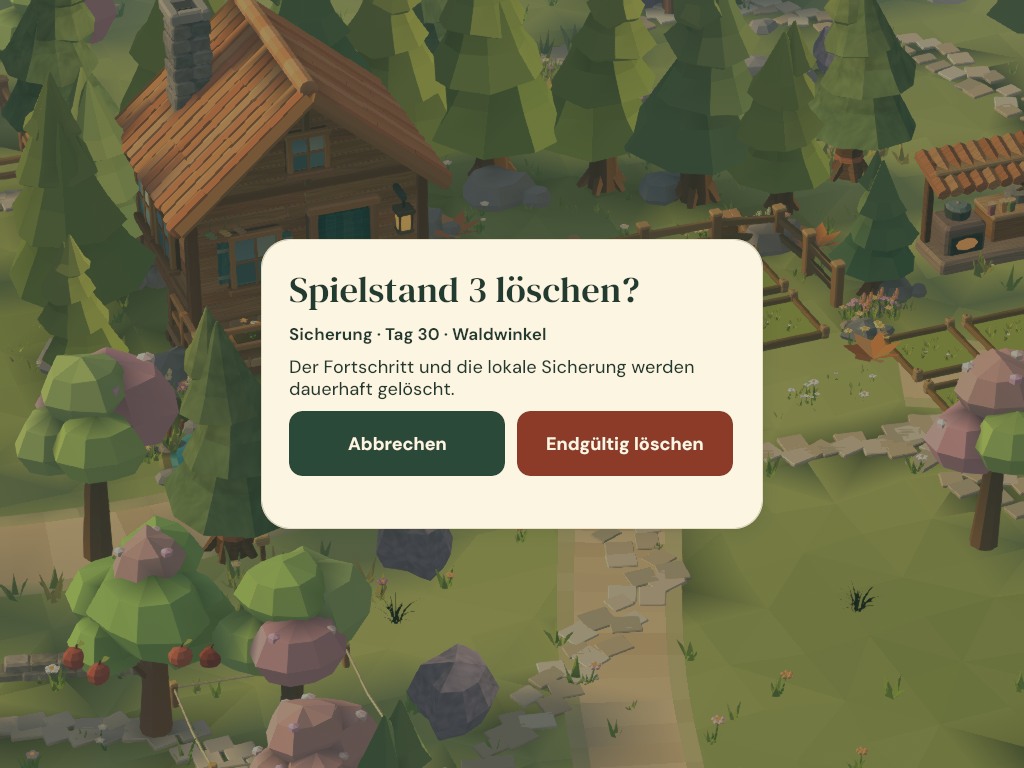 Spielstand 3 löschen?
Sicherung · Tag 30 · Waldwinkel
Der Fortschritt und die lokale Sicherung werden
dauerhaft gelöscht.
Abbrechen
Endgültig löschen